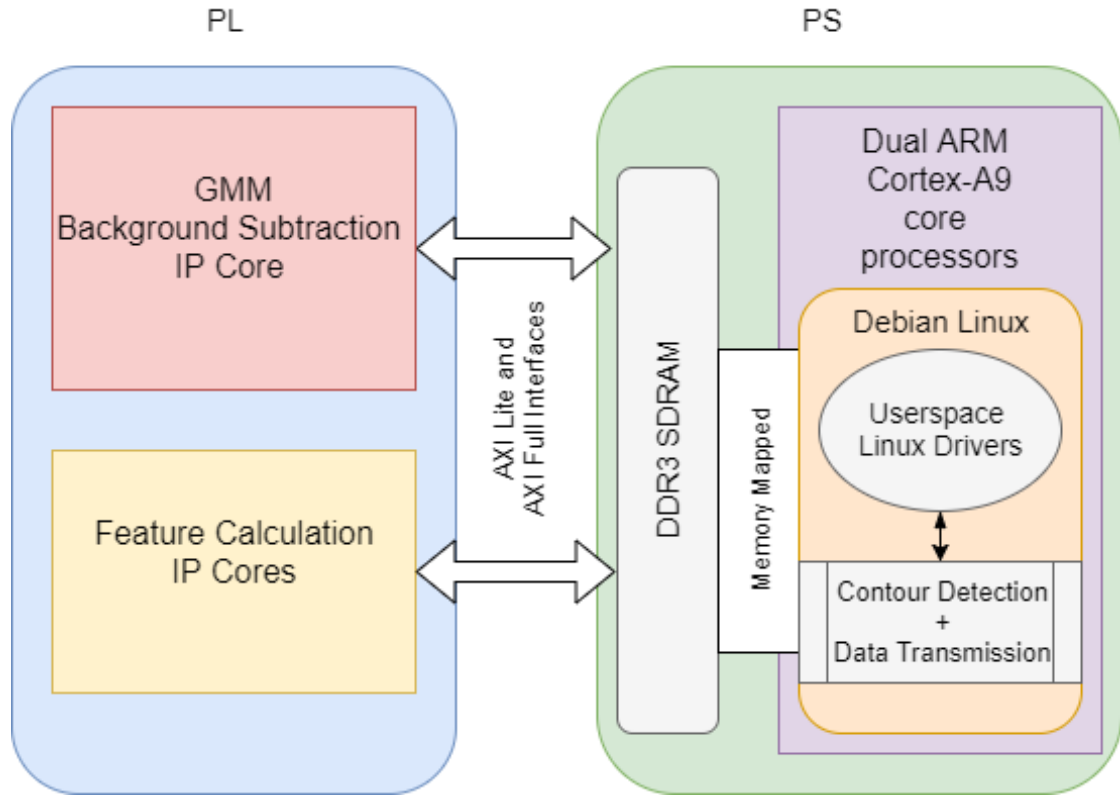 PL
PS
GMM
Background Subtraction
IP Core
Feature Calculation
IP Cores
AXI Lite and
AXI Full Interfaces
DDR3 SDRAM
Memory Mapped
Dual ARM
Cortex-A9
core
processors
Debian Linux
Userspace
Linux Drivers
Contour Detection
+
Data Transmission